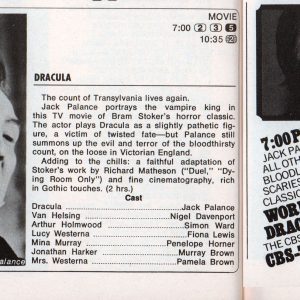 MOVIE
7:00 2 3 5
10:35
DRACULA
The count of Transylvania lives again.
Jack Palance portrays the vampire king in
this TV movie of Bram Stoker's horror classic.
The actor plays Dracula as a slightly pathetic fig-
ure, a victim of twisted fate—but Palance still
summons up the evil and terror of the bloodthirsty
count, on the loose in Victorian England.
Adding to the chills: a faithful adaptation of
Stoker's work by Richard Matheson ("Duel," "Dy-
ing Room Only") and fine cinematography, rich
in Gothic touches. (2 hrs.)
Cast
Dracula Jack Palance
Van Helsing Nigel Davenport
Arthur Holmwood Simon Ward
Lucy Westerna Fiona Lewis
Mina Murray Penelope Horner
Jonathan Harker Murray Brown
Mrs. Westerna Pamela Brown
alance
7:00
JACK PA
ALL OTH
BLOODL
SCARIES
CLASSIC
WOR
DRAC
THE CBS
CBS